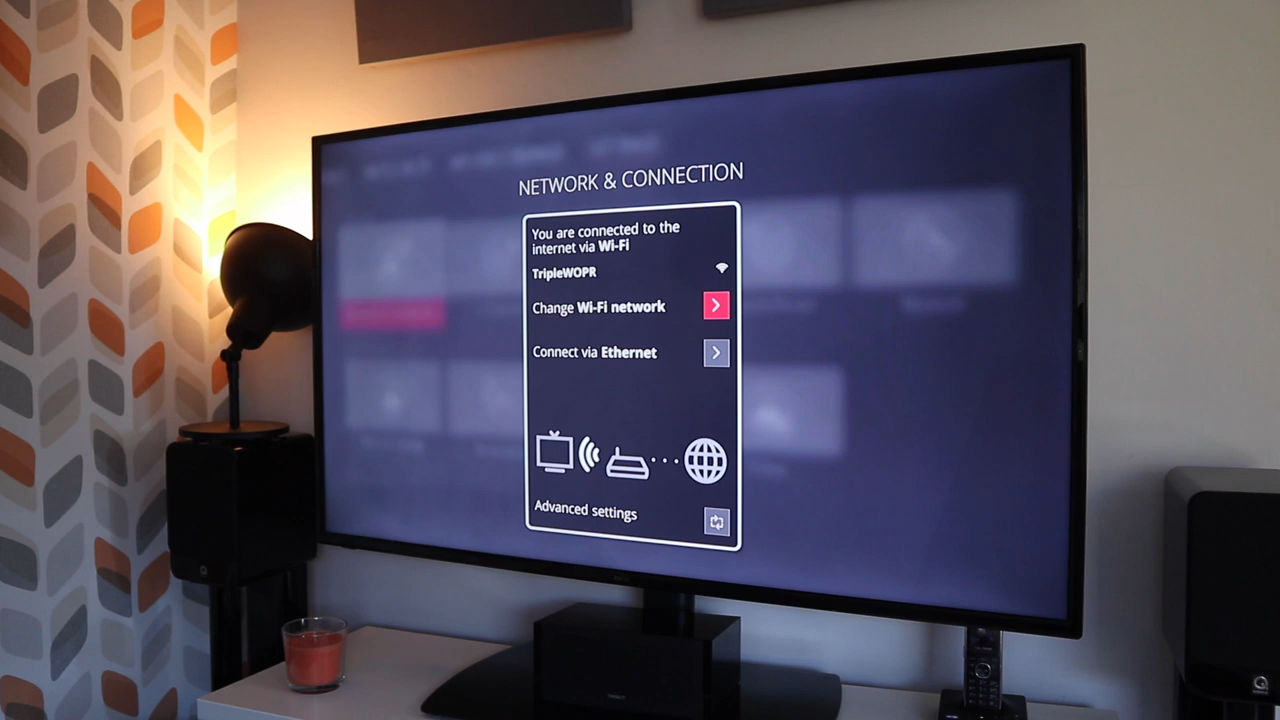 NETWORK & CONNECTION
You are connected to the
internet via Wi-Fi
TripleWOPR
Change Wi-Fi network
Connect via Ethernet
Advanced settings